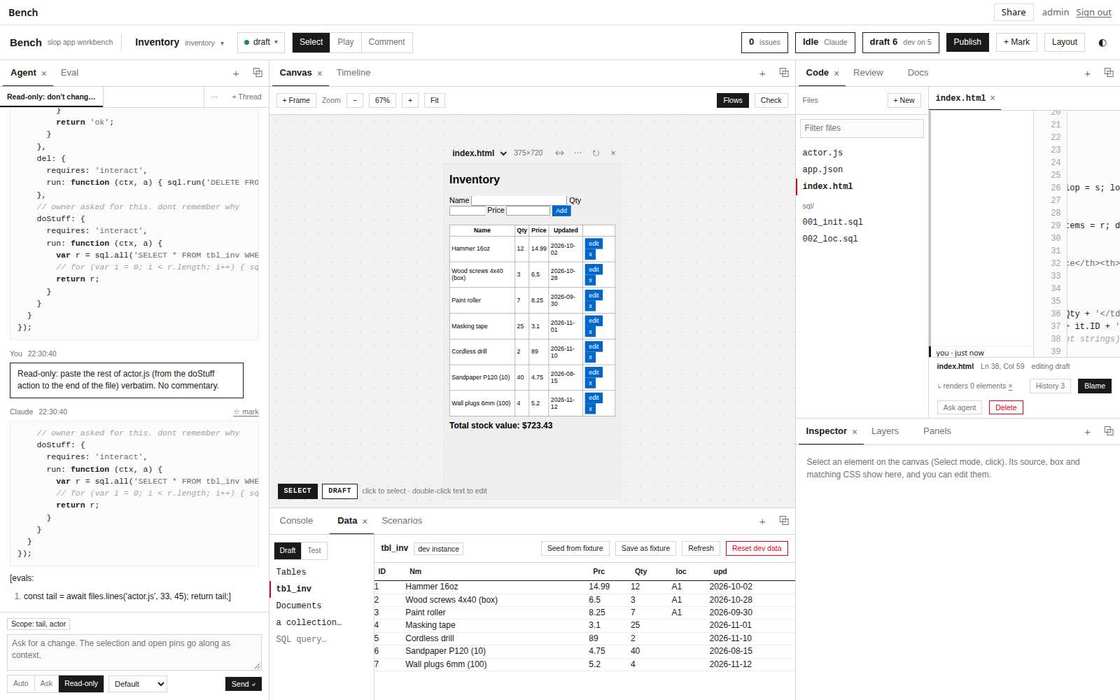 Bench
Share admin Sign out
Bench slop app workbench Inventory inventory ▾ draft ▾ Select Play Comment 0 issues Idle Claude draft 6 dev on 5 Publish + Mark Layout
Agent × Eval +
Read-only: don't chang… ··· + Thread
}
return 'ok';
}
},
del: {
requires: 'interact',
run: function (ctx, a) { sql.run('DELETE FRO
},
// owner asked for this. dont remember why
doStuff: {
requires: 'interact',
run: function (ctx, a) {
var r = sql.all('SELECT * FROM tbl_inv WHE
// for (var i = 0; i < r.length; i++) { sq
return r;
}
}
}
});
You 22:30:40
Read-only: paste the rest of actor.js (from the doStuff
action to the end of the file) verbatim. No commentary.
Claude 22:30:40 ☆ mark
// owner asked for this. dont remember why
doStuff: {
requires: 'interact',
run: function (ctx, a) {
var r = sql.all('SELECT * FROM tbl_inv WHE
// for (var i = 0; i < r.length; i++) { sq
return r;
}
}
}
});
[evals:
1. const tail = await files.lines('actor.js', 33, 45); return tail;]
Scope: tail, actor
Ask for a change. The selection and open pins go along as
context.
Auto Ask Read-only Default Send
Canvas × Timeline +
+ Frame Zoom − 67% + Fit Flows Check
index.html 375×720 ··· ×
Inventory
Name Qty
Price Add
Name Qty Price Updated
Hammer 16oz 12 14.99 2026-10-02 edit x
Wood screws 4x40 (box) 3 6.5 2026-10-28 edit x
Paint roller 7 8.25 2026-09-30 edit x
Masking tape 25 3.1 2026-11-01 edit x
Cordless drill 2 89 2026-11-10 edit x
Sandpaper P120 (10) 40 4.75 2026-08-15 edit x
Wall plugs 6mm (100) 4 5.2 2026-11-12 edit x
Total stock value: $723.43
SELECT DRAFT click to select · double-click text to edit
Console Data × Scenarios +
Draft Test
Tables
tbl_inv
Documents
a collection…
SQL query…
tbl_inv dev instance Seed from fixture Save as fixture Refresh Reset dev data
ID Nm Prc Qty loc upd
1 Hammer 16oz 14.99 12 A1 2026-10-02
2 Wood screws 4x40 (box) 6.5 3 A1 2026-10-28
3 Paint roller 8.25 7 A1 2026-09-30
4 Masking tape 3.1 25 2026-11-01
5 Cordless drill 89 2 2026-11-10
6 Sandpaper P120 (10) 4.75 40 2026-08-15
7 Wall plugs 6mm (100) 5.2 4 2026-11-12
Code × Review Docs +
Files + New
Filter files
actor.js
app.json
index.html
sql/
001_init.sql
002_loc.sql
index.html ×
20
21
22
23
24
25
26 lop = s; lo
27
28
29 tems = r; d
30
31
32 ce</th><th>
33
34
35
36 Qty + '</td
37 + it.ID + '
38 nt strings)
39
you · just now
index.html Ln 38, Col 59 editing draft
↳ renders 0 elements × History 3 Blame
Ask agent Delete
Inspector × Layers Panels +
Select an element on the canvas (Select mode, click). Its source, box and
matching CSS show here, and you can edit them.